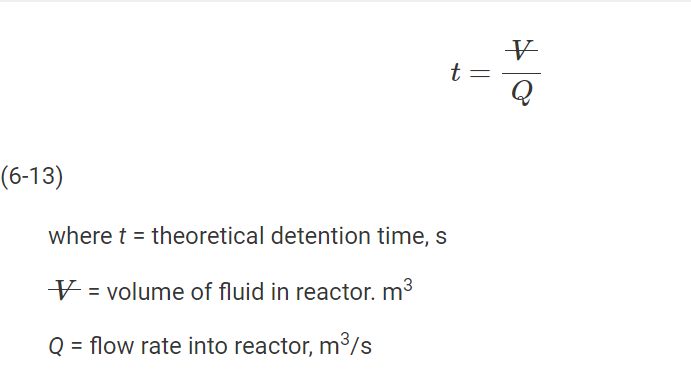 t = V̶ / Q
(6-13)
where t = theoretical detention time, s
V̶ = volume of fluid in reactor. m³
Q = flow rate into reactor, m³/s